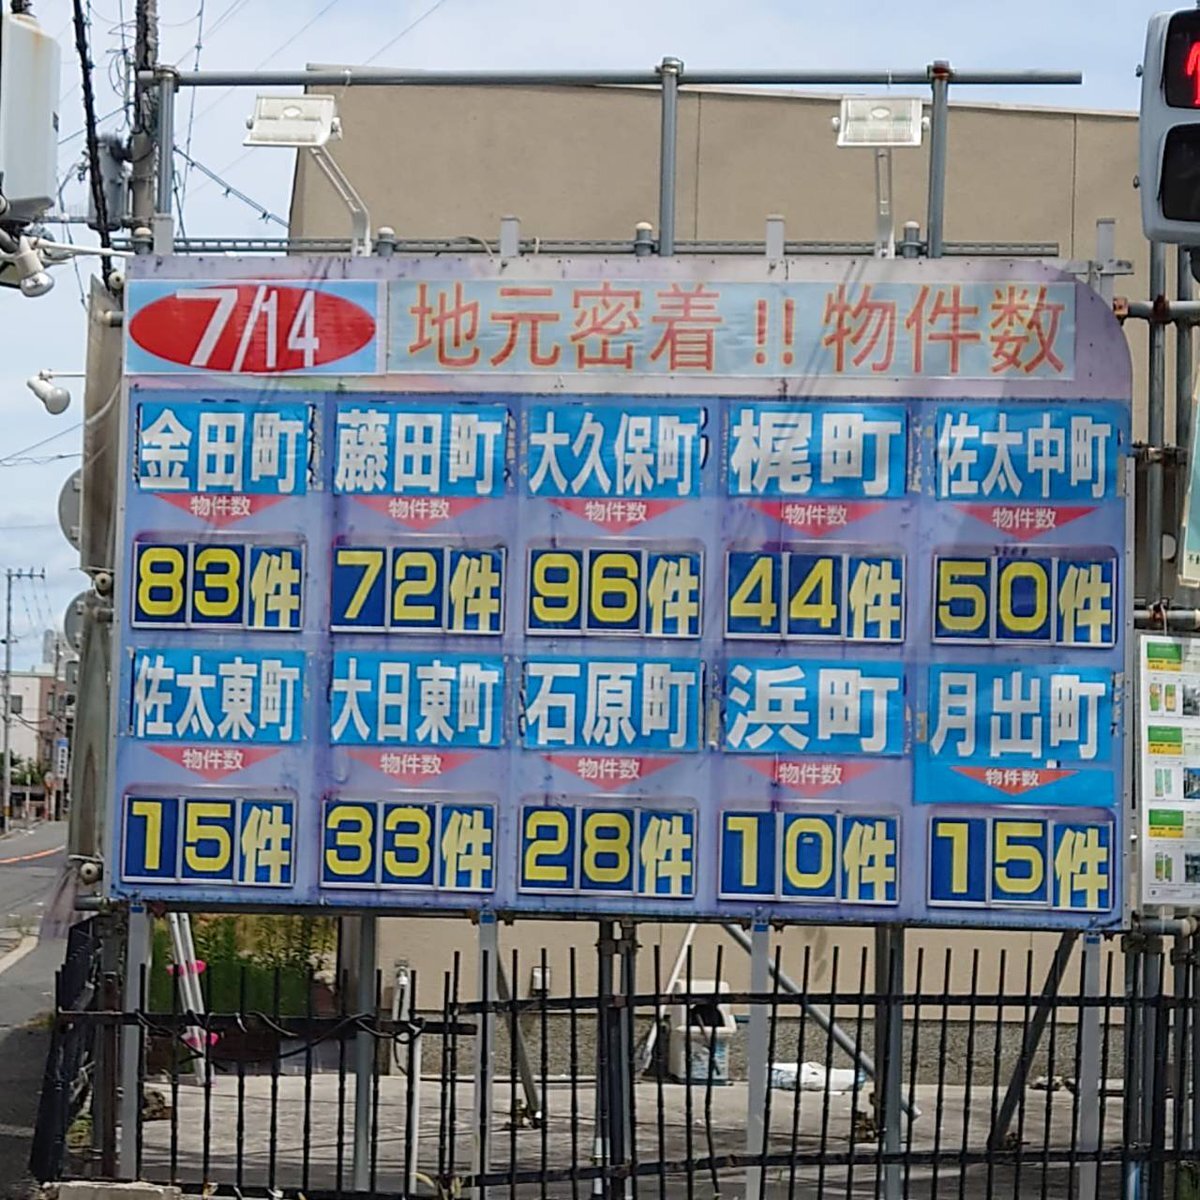 7/14 地元密着!!物件数
金田町 藤田町 大久保町 梶町 佐太中町
物件数 物件数 物件数 物件数 物件数
83件 72件 96件 44件 50件
佐太東町 大日東町 石原町 浜町 月出町
物件数 物件数 物件数 物件数 物件数
15件 33件 28件 10件 15件